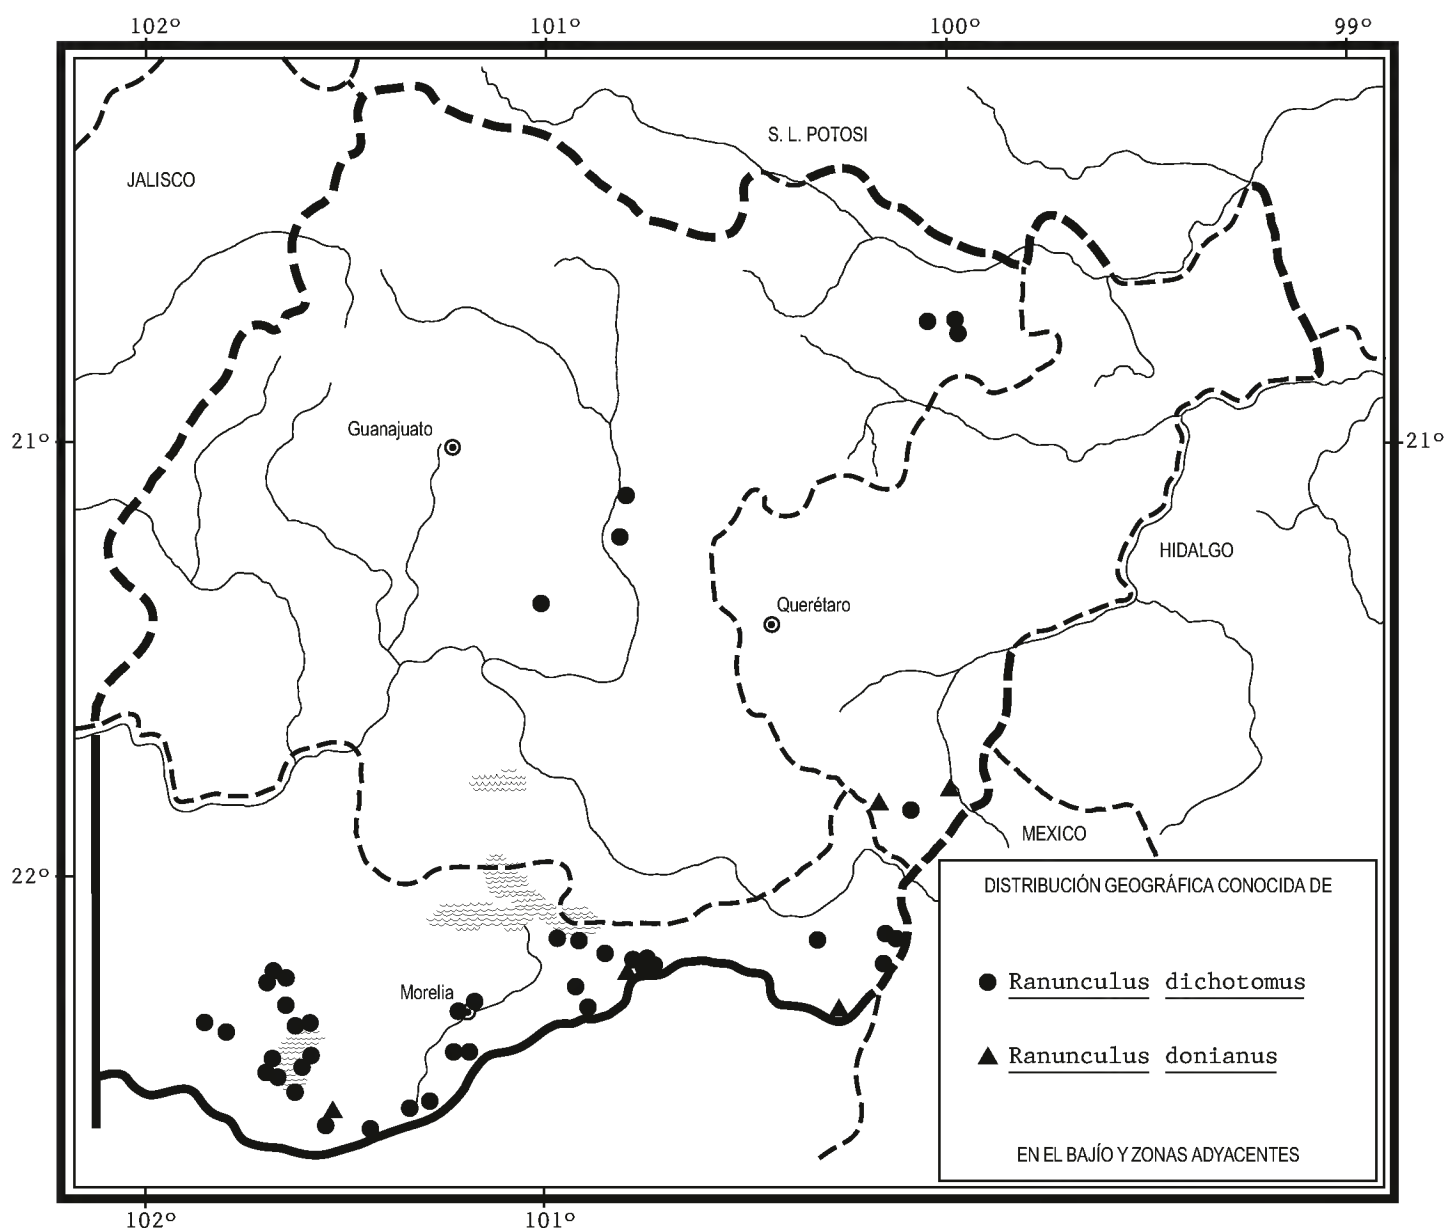 102º 101º 100º 99º
S. L. POTOSI
JALISCO
Guanajuato
21º 21º
HIDALGO
Querétaro
MEXICO
22º
DISTRIBUCIÓN GEOGRÁFICA CONOCIDA DE
Ranunculus dichotomus
Morelia
Ranunculus donianus
EN EL BAJÍO Y ZONAS ADYACENTES
102º 101º